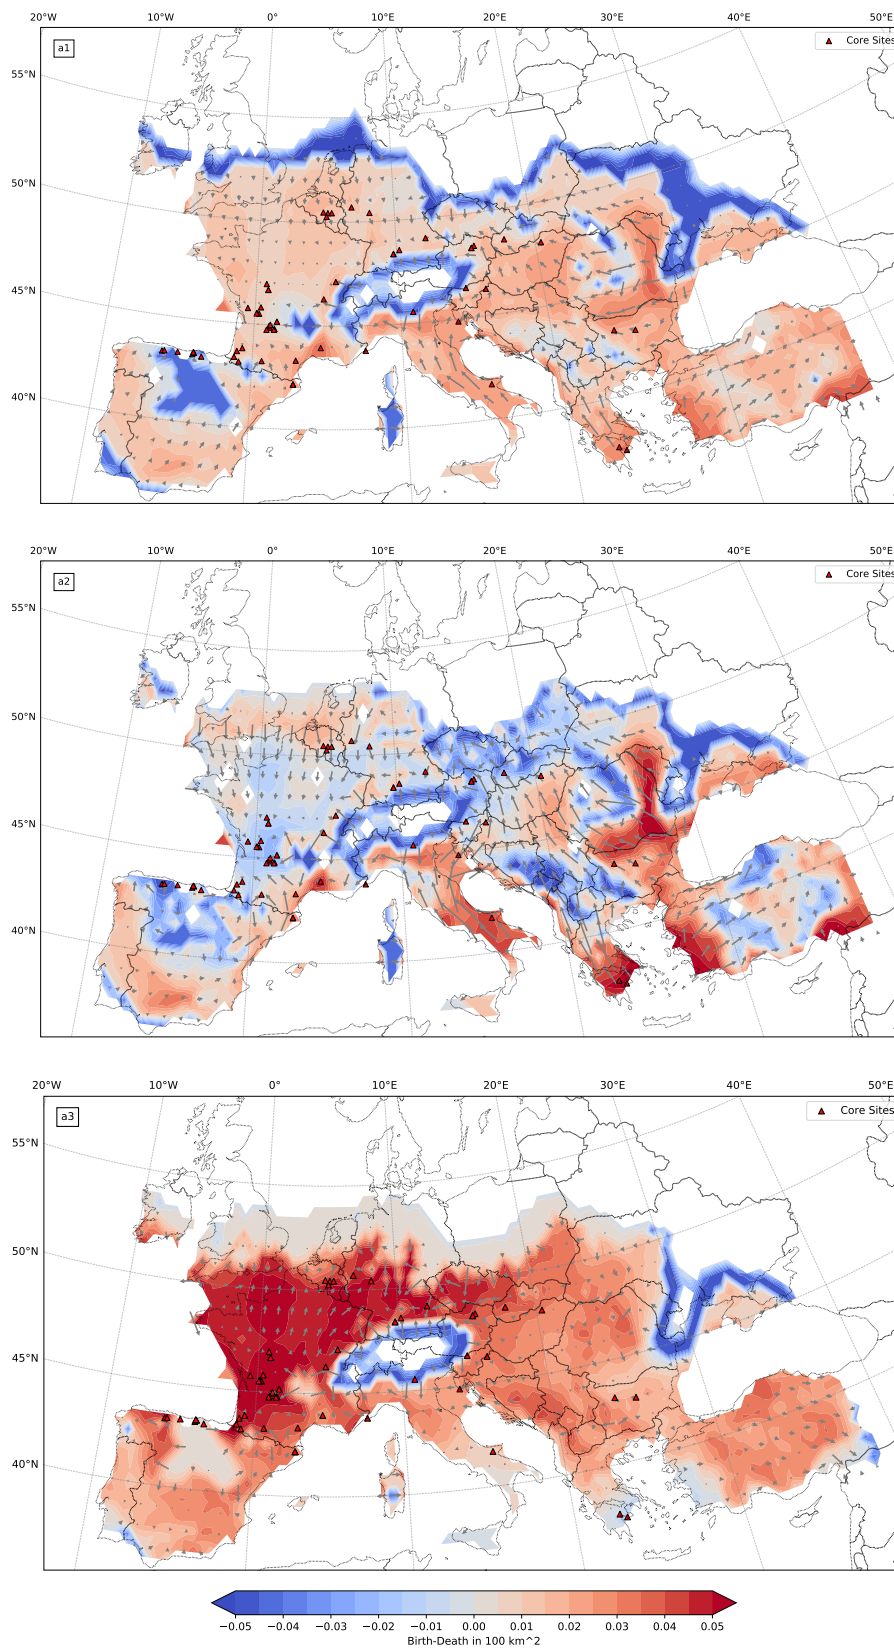 20°W 10°W 0° 10°E 20°E 30°E 40°E 50°E
a1
Core Sites
55°N
50°N
45°N
40°N
20°W 10°W 0° 10°E 20°E 30°E 40°E 50°E
a2
Core Sites
55°N
50°N
45°N
40°N
20°W 10°W 0° 10°E 20°E 30°E 40°E 50°E
a3
Core Sites
55°N
50°N
45°N
40°N
−0.05 −0.04 −0.03 −0.02 −0.01 0.00 0.01 0.02 0.03 0.04 0.05
Birth-Death in 100 km^2